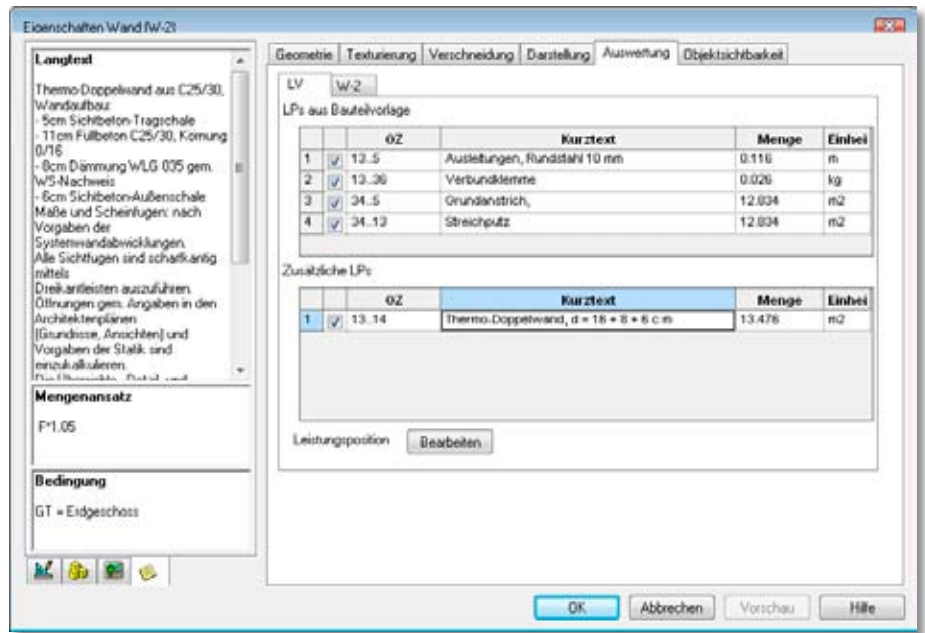 Eigenschaften Wand (W-2)
Langtext
Thermo-Doppelwand aus C25/30,
Wandaufbau:
- 5cm Sichtbeton-Tragschale
- 11cm Füllbeton C25/30, Körnung
0/16
- 8cm Dämmung WLG 035 gem.
WS-Nachweis
- 6cm Sichtbeton-Außenschale
Maße und Scheinfugen: nach
Vorgaben der
Systemwandabwicklungen.
Alle Sichtfugen sind scharfkantig
mittels
Dreikantleisten auszuführen.
Öffnungen gem. Angaben in den
Architektenplänen
(Grundrisse, Ansichten) und
Vorgaben der Statik sind
einzukalkulieren.
Mengenansatz
F*1.05
Bedingung
GT = Erdgeschoss
Geometrie Texturierung Verschneidung Darstellung Auswertung Objektsichtbarkeit
LV W-2
LPs aus Bauteilvorlage
OZ Kurztext Menge Einhei
1 13..5 Ausleitungen, Rundstahl 10 mm 0.116 m
2 13..36 Verbundklemme 0.026 kg
3 34..5 Grundanstrich, 12.834 m2
4 34..13 Streichputz 12.834 m2
Zusätzliche LPs
OZ Kurztext Menge Einhei
1 13..14 Thermo-Doppelwand, d = 16 + 8 + 6 c m 13.476 m2
Leistungsposition Bearbeiten
OK Abbrechen Vorschau Hilfe